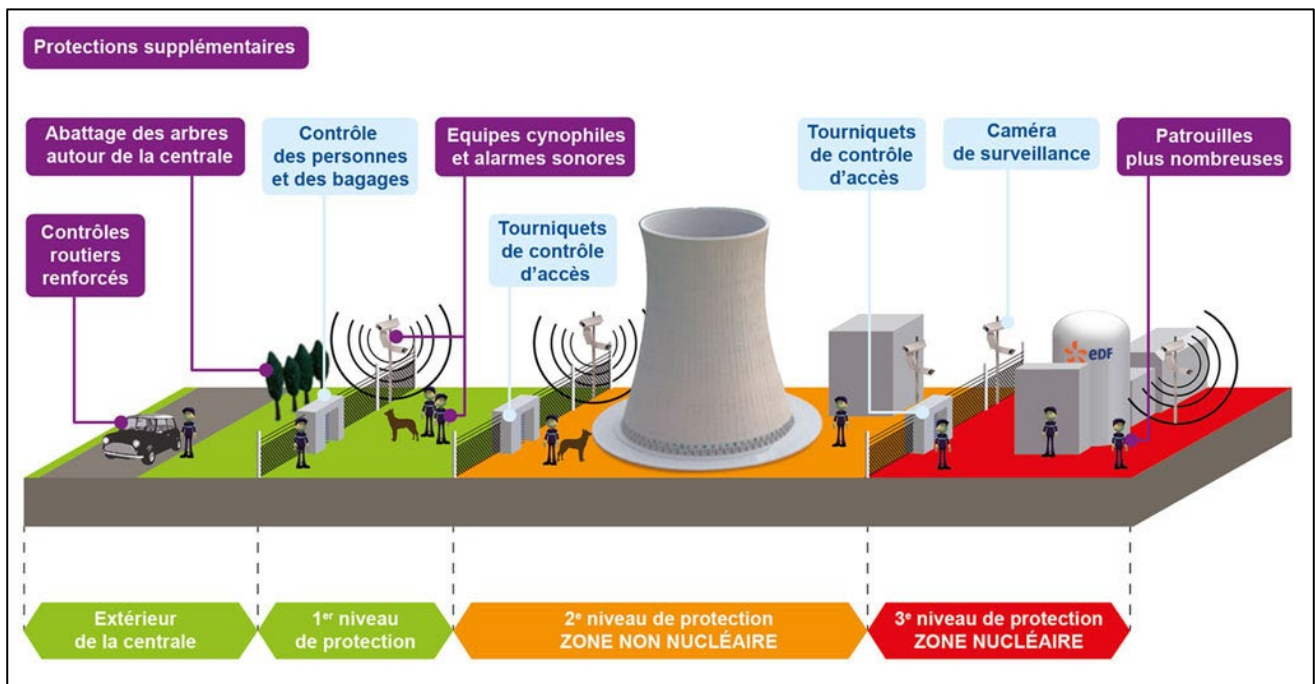 Protections supplémentaires
Abattage des arbres
autour de la centrale
Contrôle
des personnes
et des bagages
Equipes cynophiles
et alarmes sonores
Tourniquets
de contrôle
d’accès
Caméra
de surveillance
Patrouilles
plus nombreuses
Contrôles
routiers
renforcés
Tourniquets
de contrôle
d’accès
eDF
Extérieur
de la centrale
1er niveau
de protection
2e niveau de protection
ZONE NON NUCLÉAIRE
3e niveau de protection
ZONE NUCLÉAIRE